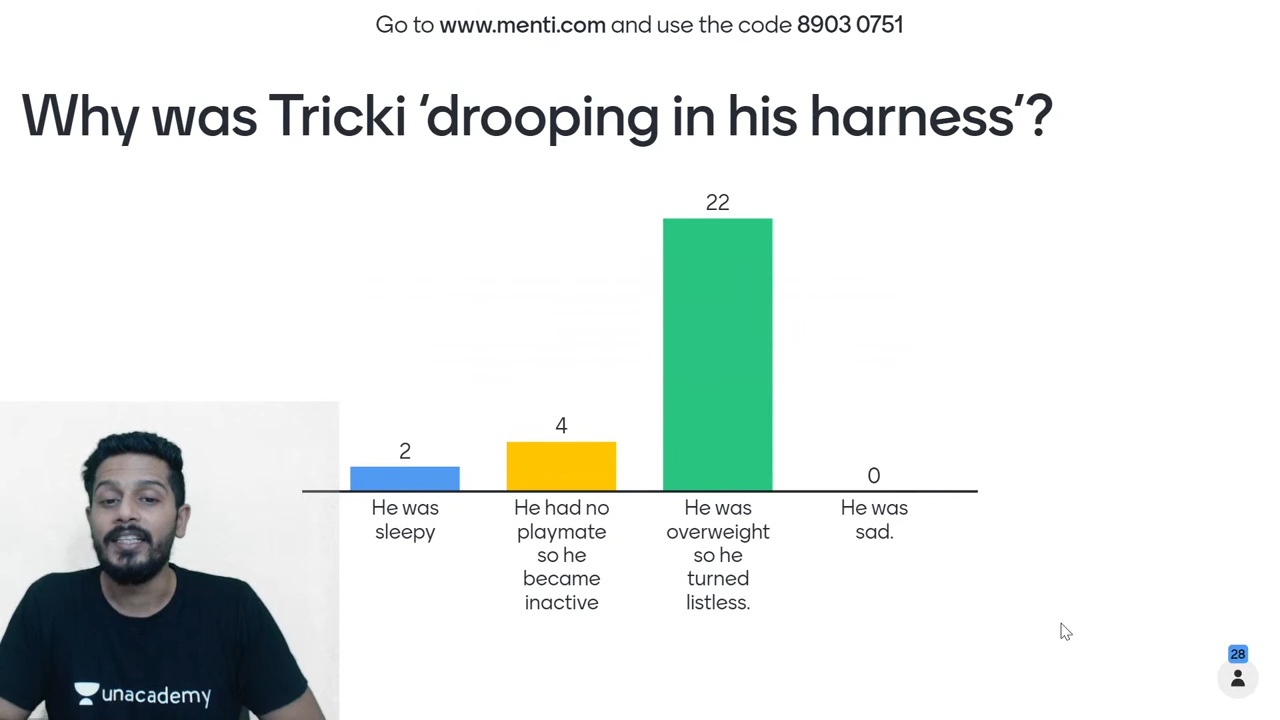 Go to www.menti.com and use the code 8903 0751
Why was Tricki ‘drooping in his harness‘?
22
4
2
0
He was
sleepy
He had no
playmate
so he
became
inactive
He was
overweight
so he
turned
listless.
He was
sad.
unacademy
28